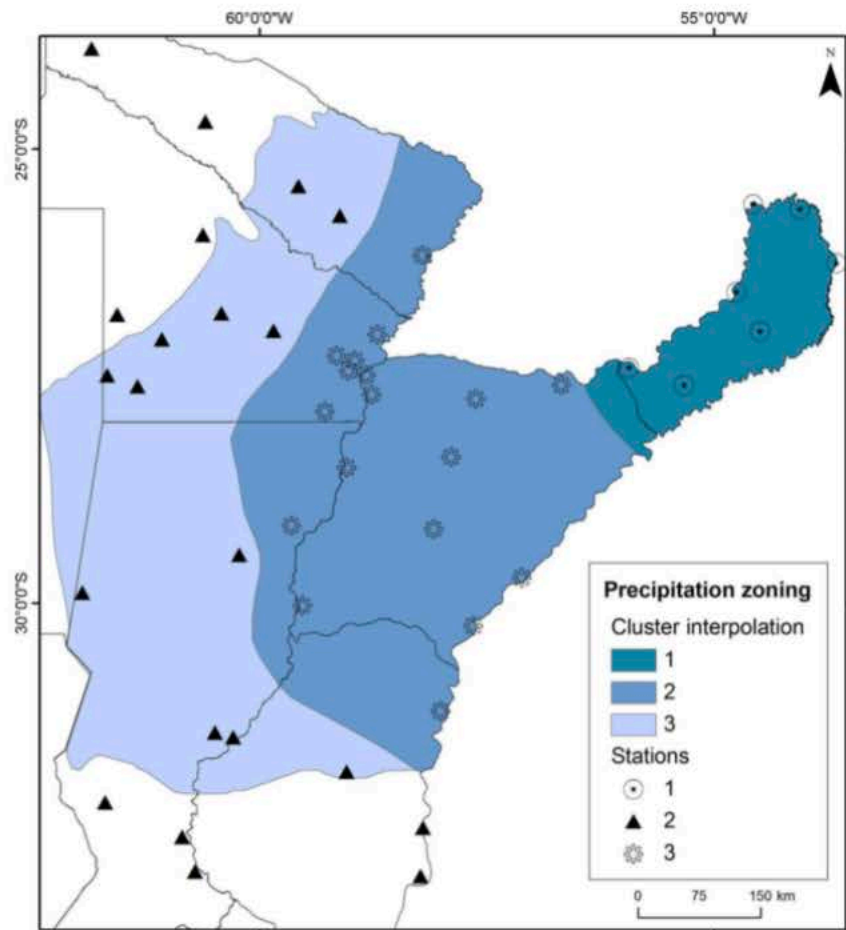 60°0'0"W
55°0'0"W
N
25°0'0"S
30°0'0"S
Precipitation zoning
Cluster interpolation
1
2
3
Stations
1
2
3
0 75 150 km